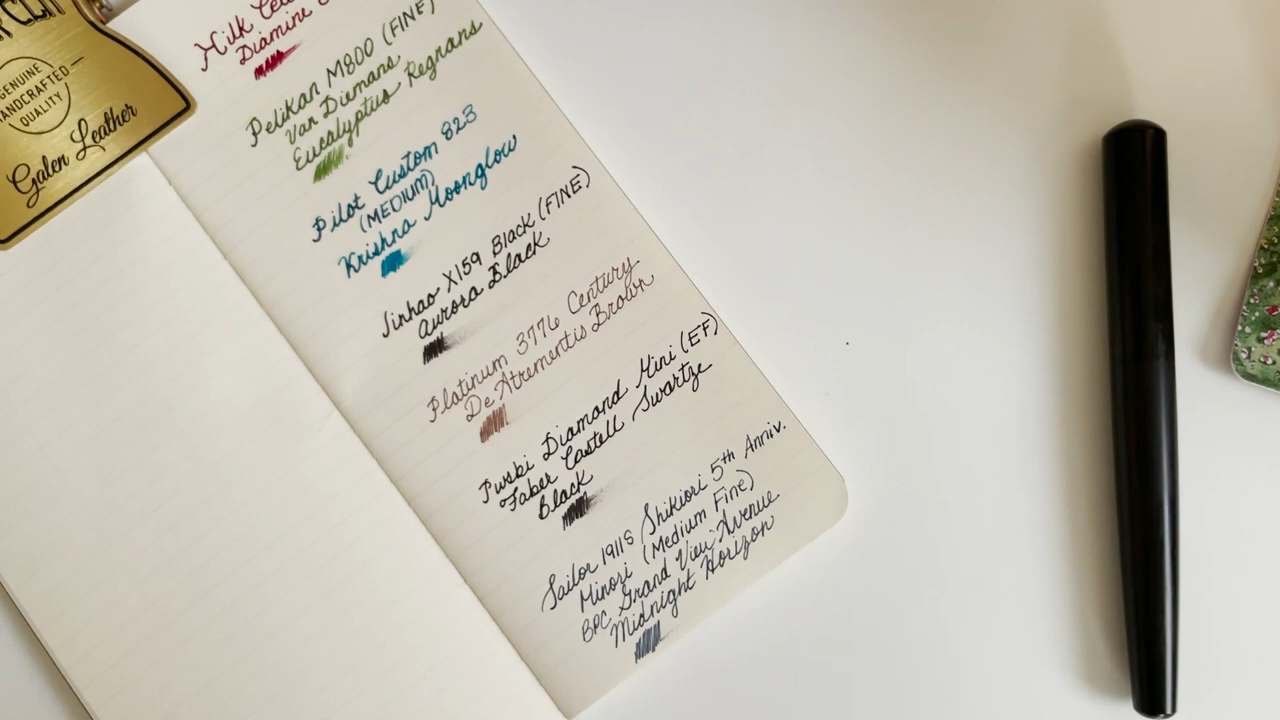 GENUINE
HANDCRAFTED
QUALITY
Galen Leather
Milk
Diamine
Pelikan M800 (FINE)
Van Diemans
Eucalyptus Regnans
Pilot Custom 823
(MEDIUM)
Krishna Moonglow
Jinhao X159 Black (FINE)
Aurora Black
Platinum 3776 Century
De Atramentis Brown
Diamond Mini (EF)
Faber Castell Swartze
Black
Sailor 1911S Shikiori 5th Anniv.
Minori (Medium Fine)
BPC Grand View Avenue
Midnight Horizon